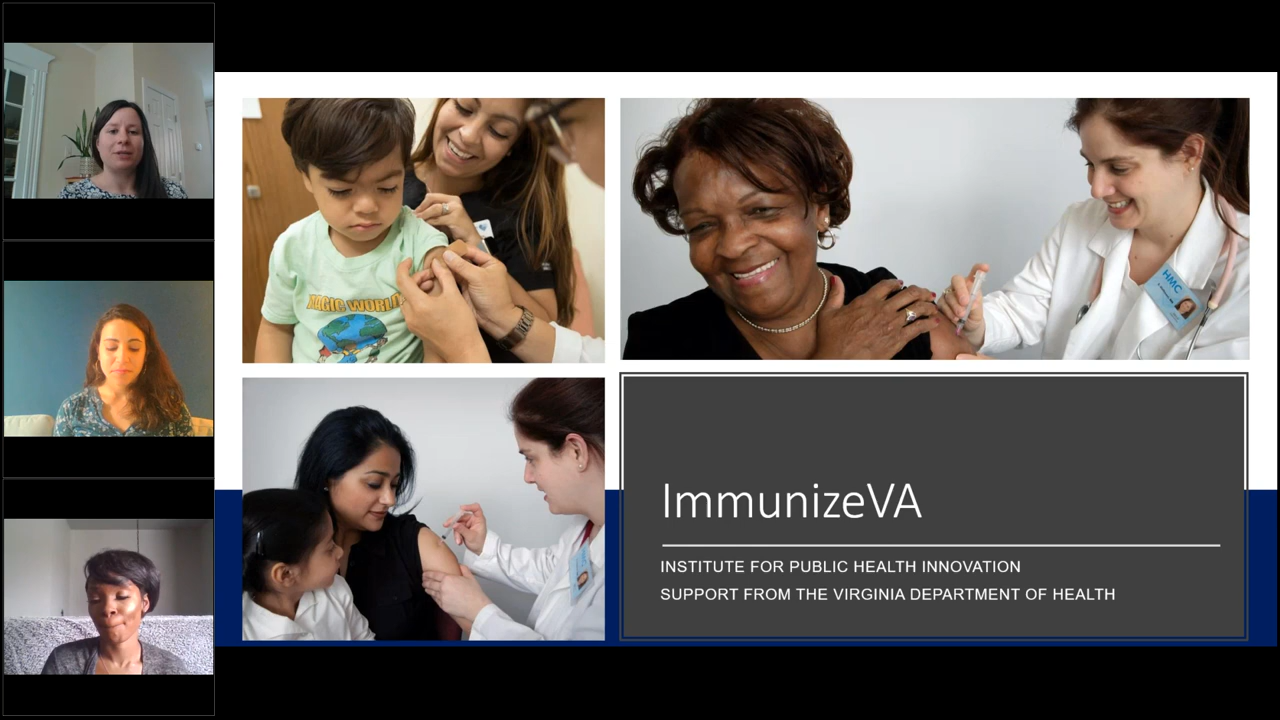 MAGIC WORLD
HMC
ImmunizeVA
INSTITUTE FOR PUBLIC HEALTH INNOVATION
SUPPORT FROM THE VIRGINIA DEPARTMENT OF HEALTH